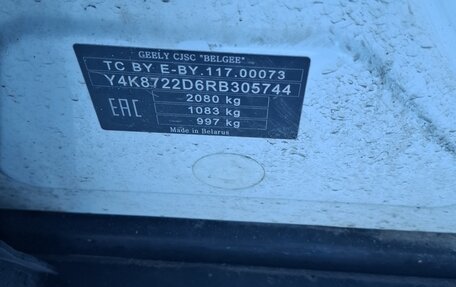 GEELY CJSC "BELGEE"
TC BY E-BY.117.00073
Y4K8722D6RB305744
2080 kg
EAC
1083 kg
997 kg
Made in Belarus